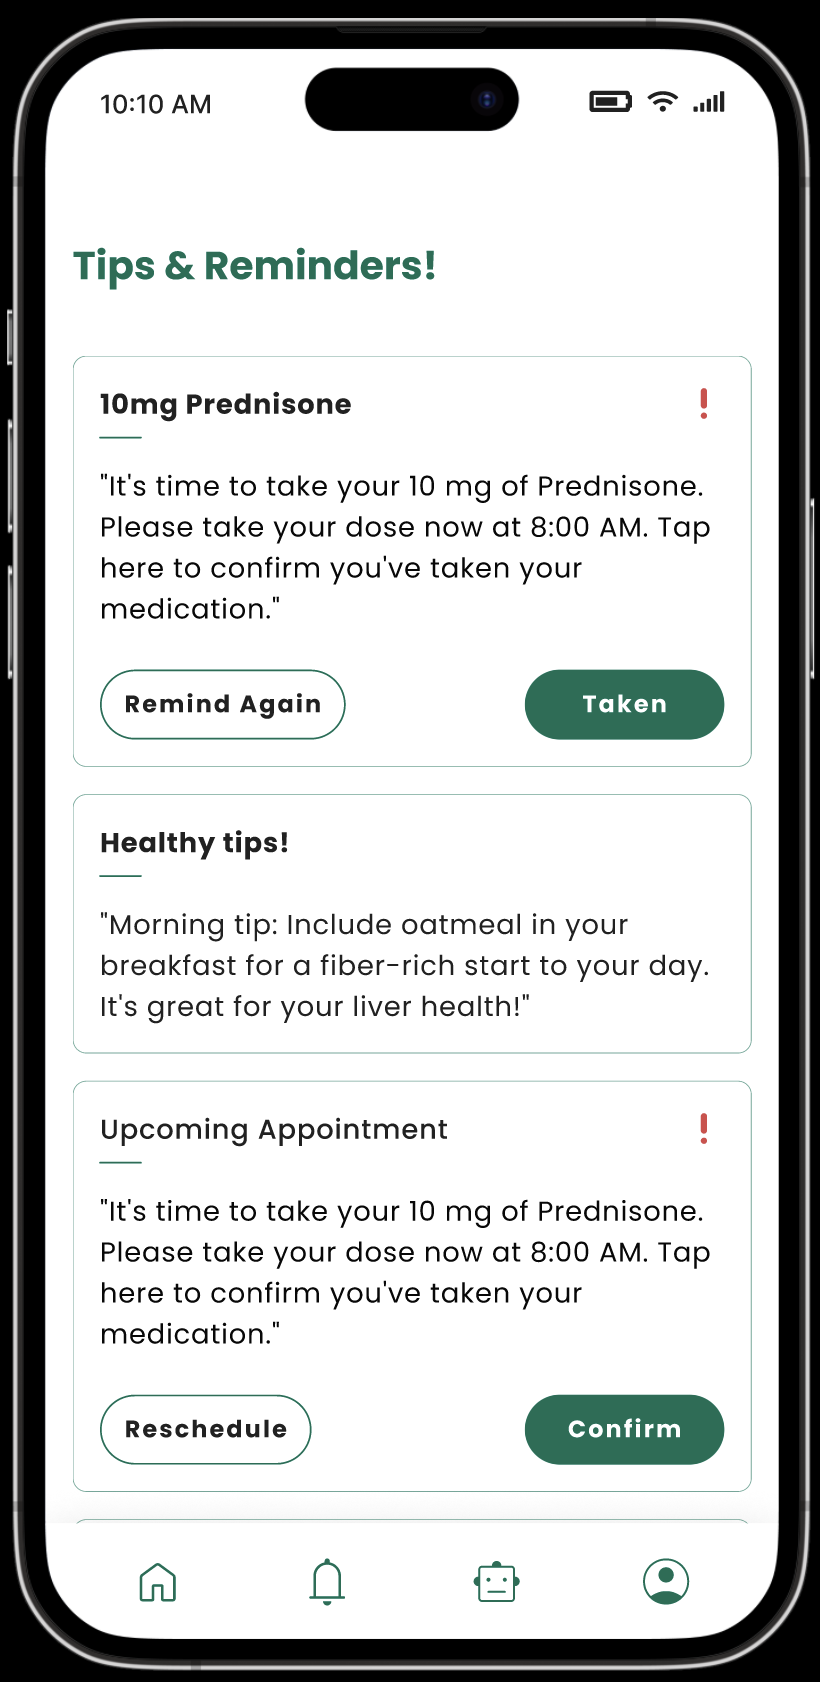 10:10 AM
Tips & Reminders!
10mg Prednisone
"It's time to take your 10 mg of Prednisone.
Please take your dose now at 8:00 AM. Tap
here to confirm you've taken your
medication."
Remind Again
Taken
Healthy tips!
"Morning tip: Include oatmeal in your
breakfast for a fiber-rich start to your day.
It's great for your liver health!"
Upcoming Appointment
"It's time to take your 10 mg of Prednisone.
Please take your dose now at 8:00 AM. Tap
here to confirm you've taken your
medication."
Reschedule
Confirm